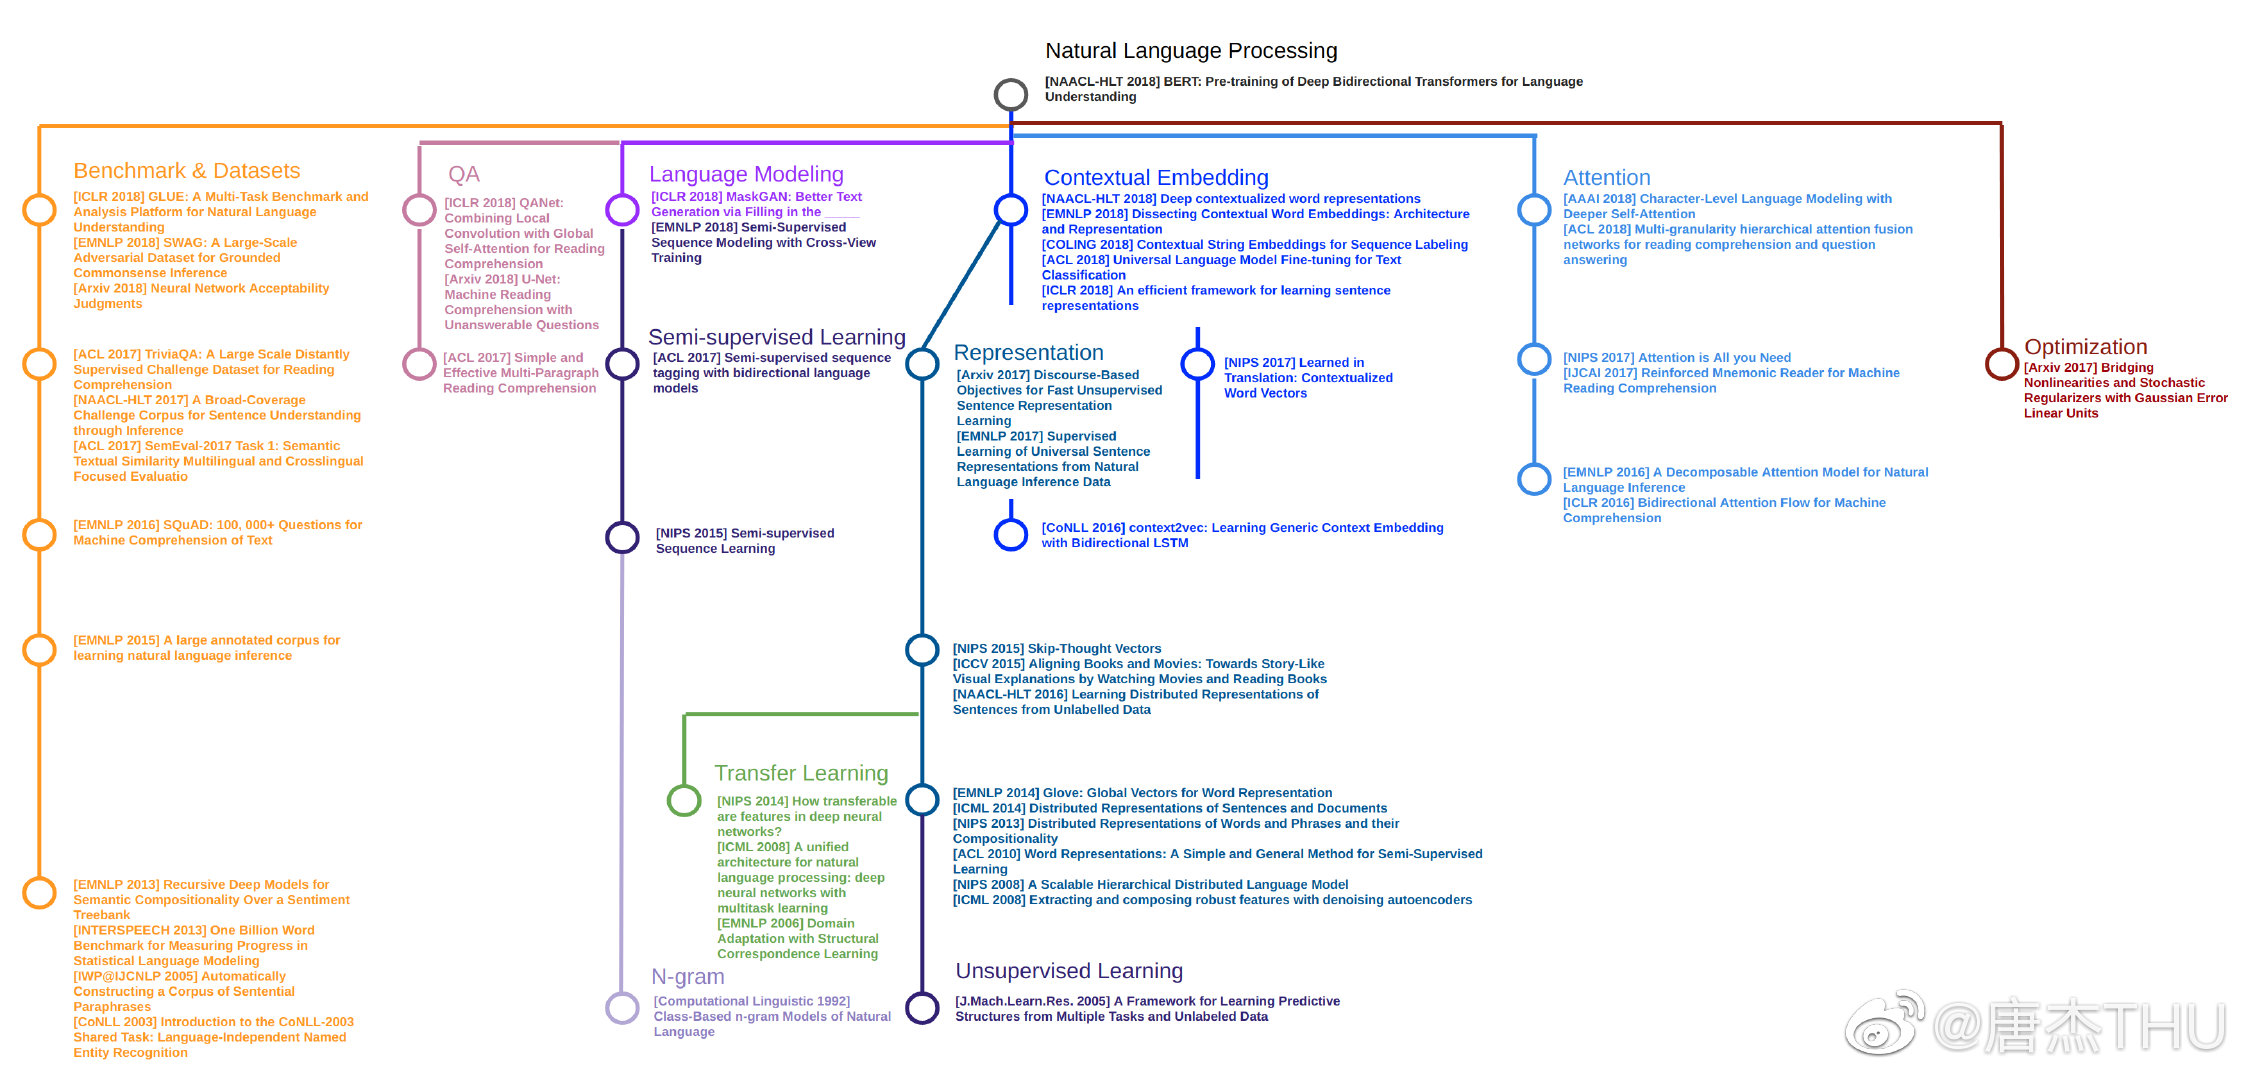 Natural Language Processing
[NAACL-HLT 2018] BERT: Pre-training of Deep Bidirectional Transformers for Language
Understanding
Benchmark & Datasets
[ICLR 2018] GLUE: A Multi-Task Benchmark and
Analysis Platform for Natural Language
Understanding
[EMNLP 2018] SWAG: A Large-Scale
Adversarial Dataset for Grounded
Commonsense Inference
[Arxiv 2018] Neural Network Acceptability
Judgments
[ACL 2017] TriviaQA: A Large Scale Distantly
Supervised Challenge Dataset for Reading
Comprehension
[NAACL-HLT 2017] A Broad-Coverage
Challenge Corpus for Sentence Understanding
through Inference
[ACL 2017] SemEval-2017 Task 1: Semantic
Textual Similarity Multilingual and Crosslingual
Focused Evaluatio
[EMNLP 2016] SQuAD: 100, 000+ Questions for
Machine Comprehension of Text
[EMNLP 2015] A large annotated corpus for
learning natural language inference
[EMNLP 2013] Recursive Deep Models for
Semantic Compositionality Over a Sentiment
Treebank
[INTERSPEECH 2013] One Billion Word
Benchmark for Measuring Progress in
Statistical Language Modeling
[IWP@IJCNLP 2005] Automatically
Constructing a Corpus of Sentential
Paraphrases
[CoNLL 2003] Introduction to the CoNLL-2003
Shared Task: Language-Independent Named
Entity Recognition
QA
[ICLR 2018] QANet:
Combining Local
Convolution with Global
Self-Attention for Reading
Comprehension
[Arxiv 2018] U-Net:
Machine Reading
Comprehension with
Unanswerable Questions
[ACL 2017] Simple and
Effective Multi-Paragraph
Reading Comprehension
Language Modeling
[ICLR 2018] MaskGAN: Better Text
Generation via Filling in the _____
[EMNLP 2018] Semi-Supervised
Sequence Modeling with Cross-View
Training
Semi-supervised Learning
[ACL 2017] Semi-supervised sequence
tagging with bidirectional language
models
[NIPS 2015] Semi-supervised
Sequence Learning
Transfer Learning
[NIPS 2014] How transferable
are features in deep neural
networks?
[ICML 2008] A unified
architecture for natural
language processing: deep
neural networks with
multitask learning
[EMNLP 2006] Domain
Adaptation with Structural
Correspondence Learning
N-gram
[Computational Linguistic 1992]
Class-Based n-gram Models of Natural
Language
Contextual Embedding
[NAACL-HLT 2018] Deep contextualized word representations
[EMNLP 2018] Dissecting Contextual Word Embeddings: Architecture
and Representation
[COLING 2018] Contextual String Embeddings for Sequence Labeling
[ACL 2018] Universal Language Model Fine-tuning for Text
Classification
[ICLR 2018] An efficient framework for learning sentence
representations
Representation
[Arxiv 2017] Discourse-Based
Objectives for Fast Unsupervised
Sentence Representation
Learning
[EMNLP 2017] Supervised
Learning of Universal Sentence
Representations from Natural
Language Inference Data
[NIPS 2017] Learned in
Translation: Contextualized
Word Vectors
[CoNLL 2016] context2vec: Learning Generic Context Embedding
with Bidirectional LSTM
[NIPS 2015] Skip-Thought Vectors
[ICCV 2015] Aligning Books and Movies: Towards Story-Like
Visual Explanations by Watching Movies and Reading Books
[NAACL-HLT 2016] Learning Distributed Representations of
Sentences from Unlabelled Data
[EMNLP 2014] Glove: Global Vectors for Word Representation
[ICML 2014] Distributed Representations of Sentences and Documents
[NIPS 2013] Distributed Representations of Words and Phrases and their
Compositionality
[ACL 2010] Word Representations: A Simple and General Method for Semi-Supervised
Learning
[NIPS 2008] A Scalable Hierarchical Distributed Language Model
[ICML 2008] Extracting and composing robust features with denoising autoencoders
Unsupervised Learning
[J.Mach.Learn.Res. 2005] A Framework for Learning Predictive
Structures from Multiple Tasks and Unlabeled Data
Attention
[AAAI 2018] Character-Level Language Modeling with
Deeper Self-Attention
[ACL 2018] Multi-granularity hierarchical attention fusion
networks for reading comprehension and question
answering
[NIPS 2017] Attention is All you Need
[IJCAI 2017] Reinforced Mnemonic Reader for Machine
Reading Comprehension
[EMNLP 2016] A Decomposable Attention Model for Natural
Language Inference
[ICLR 2016] Bidirectional Attention Flow for Machine
Comprehension
Optimization
[Arxiv 2017] Bridging
Nonlinearities and Stochastic
Regularizers with Gaussian Error
Linear Units
@唐杰THU